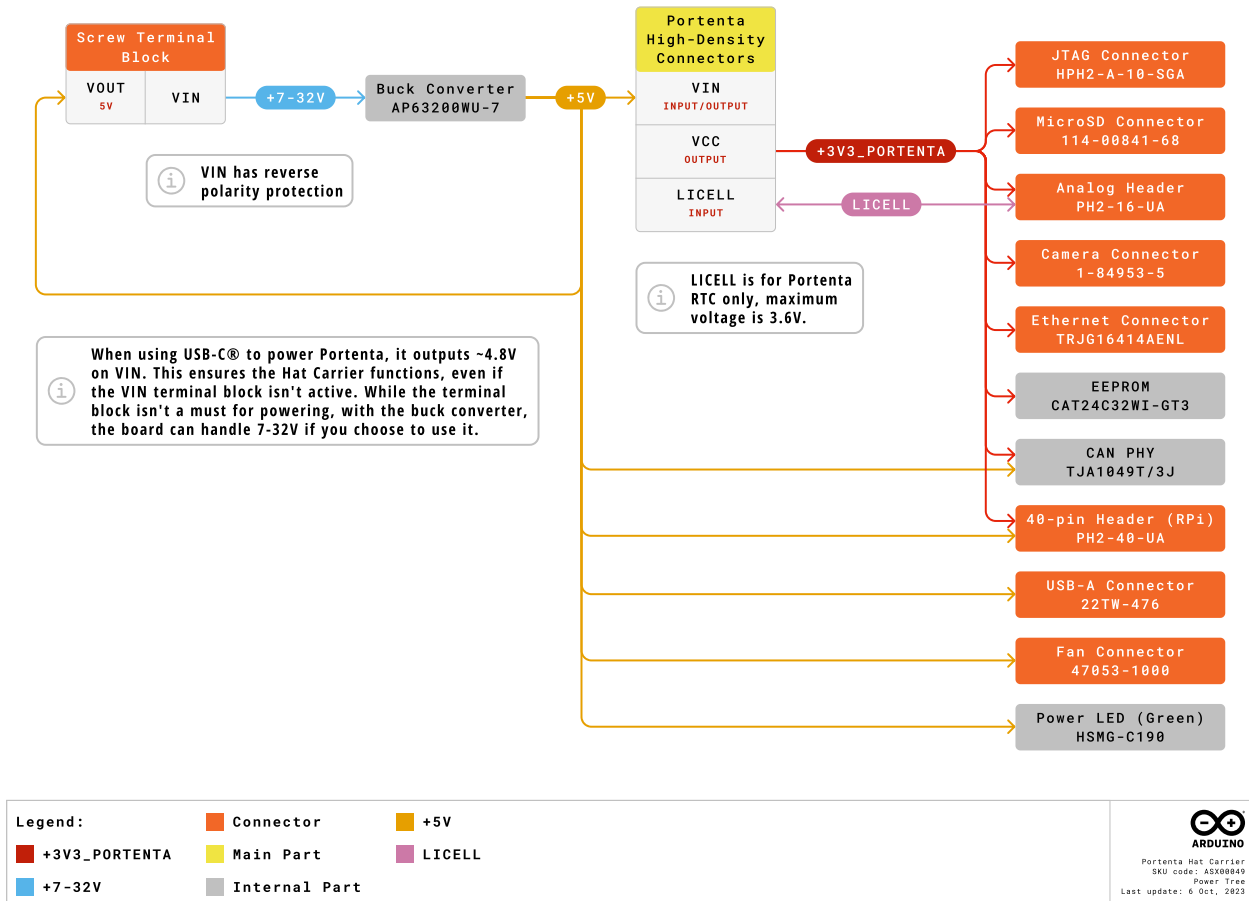 Screw Terminal
Block
VOUT
5V
VIN
+7-32V
Buck Converter
AP63200WU-7
+5V
Portenta
High-Density
Connectors
VIN
INPUT/OUTPUT
VCC
OUTPUT
LICELL
INPUT
+3V3_PORTENTA
LICELL
VIN has reverse
polarity protection
LICELL is for Portenta
RTC only, maximum
voltage is 3.6V.
When using USB-C® to power Portenta, it outputs ~4.8V
on VIN. This ensures the Hat Carrier functions, even if
the VIN terminal block isn't active. While the terminal
block isn't a must for powering, with the buck converter,
the board can handle 7-32V if you choose to use it.
JTAG Connector
HPH2-A-10-SGA
MicroSD Connector
114-00841-68
Analog Header
PH2-16-UA
Camera Connector
1-84953-5
Ethernet Connector
TRJG16414AENL
EEPROM
CAT24C32WI-GT3
CAN PHY
TJA1049T/3J
40-pin Header (RPi)
PH2-40-UA
USB-A Connector
22TW-476
Fan Connector
47053-1000
Power LED (Green)
HSMG-C190
Legend:
+3V3_PORTENTA
+7-32V
Connector
Main Part
Internal Part
+5V
LICELL
ARDUINO
Portenta Hat Carrier
SKU code: ASX00049
Power Tree
Last update: 6 Oct, 2023